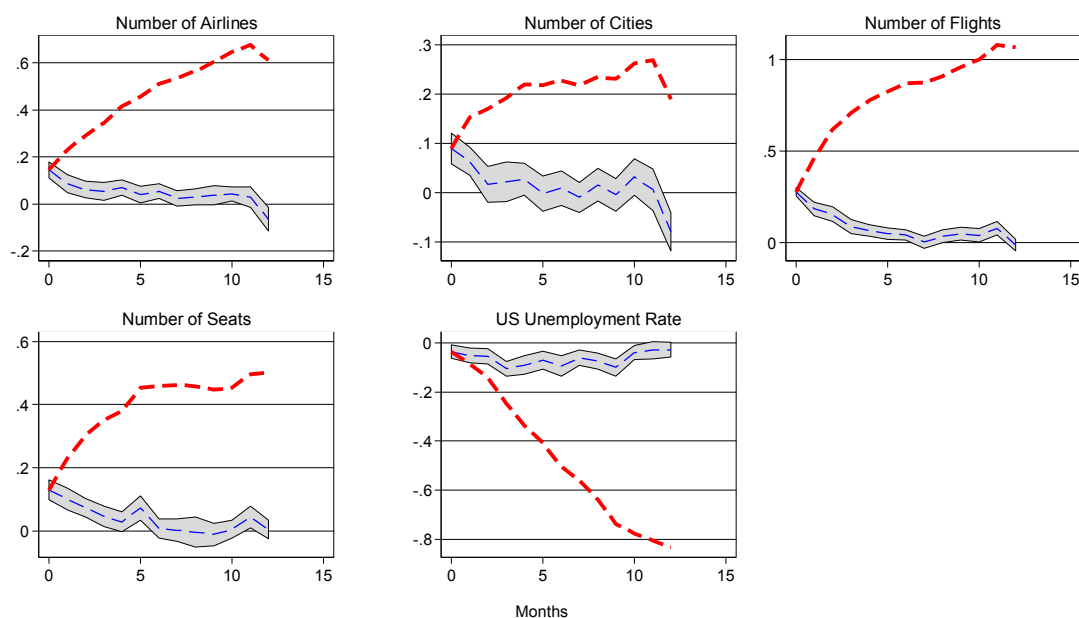 Number of Airlines
.6
.4
.2
0
-.2
0 5 10 15
Number of Cities
.3
.2
.1
0
-.1
0 5 10 15
Number of Flights
1
.5
0
0 5 10 15
Number of Seats
.6
.4
.2
0
0 5 10 15
US Unemployment Rate
0
-.2
-.4
-.6
-.8
0 5 10 15
Months